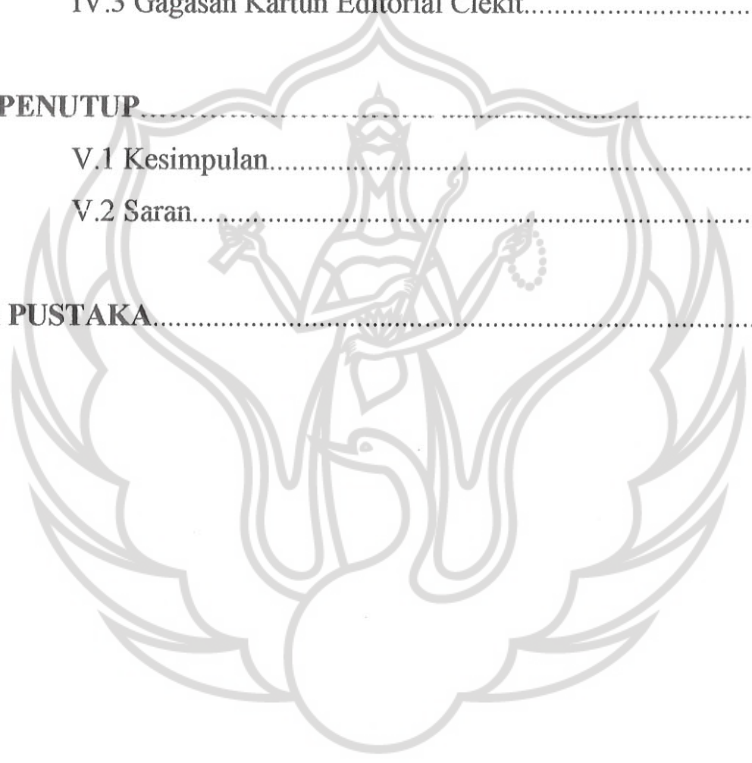 IV.3 Gagasan Kartun Editorial Clekit..............................
PENUTUP................................................................................
V.1 Kesimpulan................................................................
V.2 Saran..........................................................................
PUSTAKA................................................................................